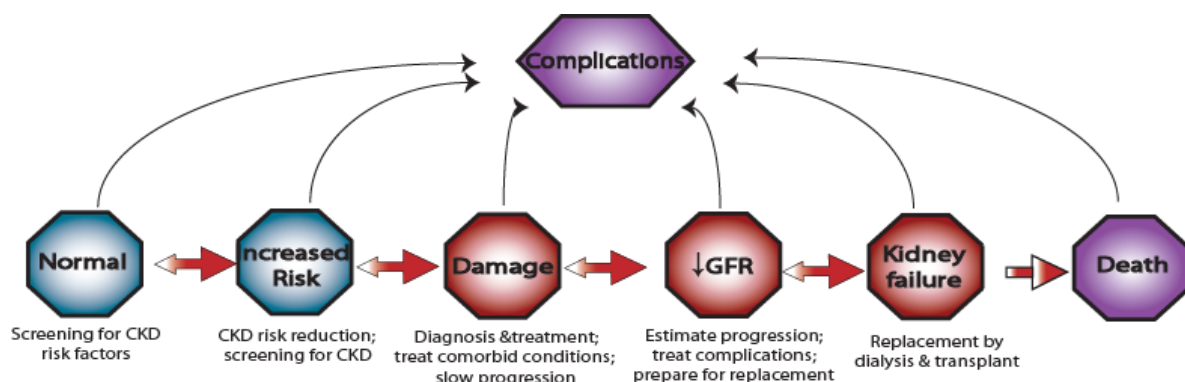 Complications
Normal
ncreased
Risk
Damage
↓GFR
Kidney
failure
Death
Screening for CKD
risk factors
CKD risk reduction;
screening for CKD
Diagnosis &treatment;
treat comorbid conditions;
slow progression
Estimate progression;
treat complications;
prepare for replacement
Replacement by
dialysis & transplant